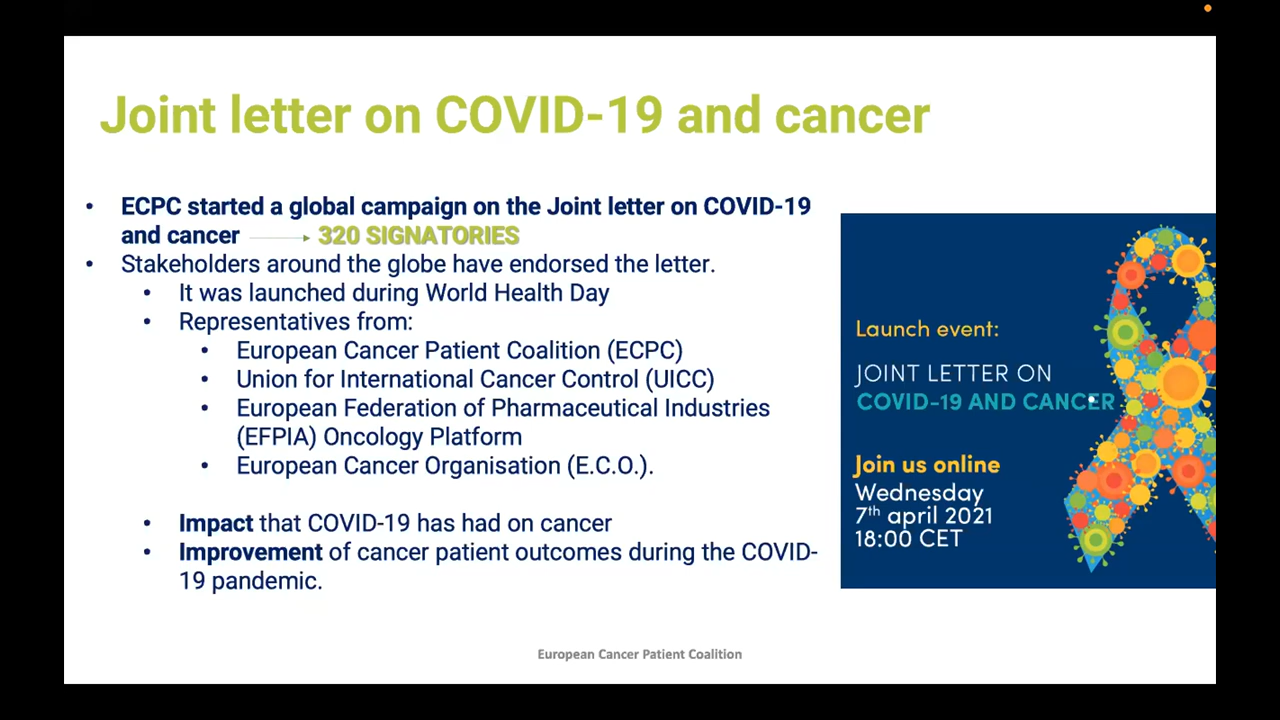 Joint letter on COVID-19 and cancer
• ECPC started a global campaign on the Joint letter on COVID-19
and cancer 320 SIGNATORIES
• Stakeholders around the globe have endorsed the letter.
• It was launched during World Health Day
• Representatives from:
• European Cancer Patient Coalition (ECPC)
• Union for International Cancer Control (UICC)
• European Federation of Pharmaceutical Industries
(EFPIA) Oncology Platform
• European Cancer Organisation (E.C.O.).
• Impact that COVID-19 has had on cancer
• Improvement of cancer patient outcomes during the COVID-
19 pandemic.
Launch event:
JOINT LETTER ON
COVID-19 AND CANCER
Join us online
Wednesday
7th april 2021
18:00 CET
European Cancer Patient Coalition